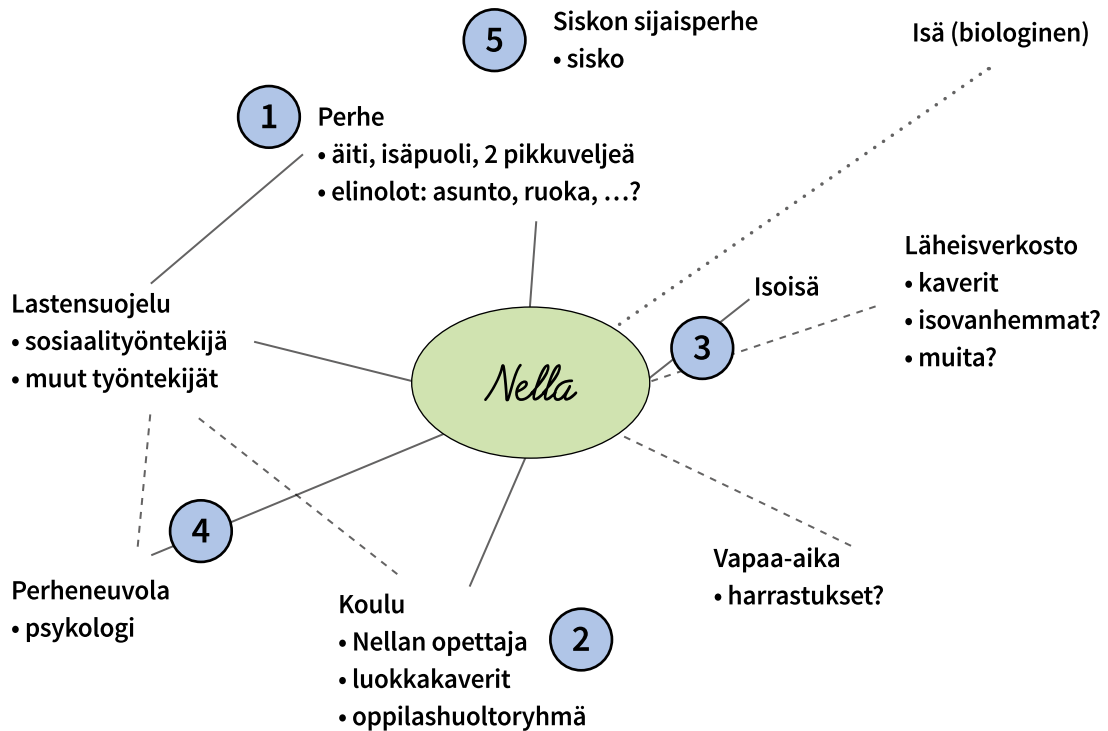 5
Siskon sijaisperhe
• sisko
Isä (biologinen)
1
Perhe
• äiti, isäpuoli, 2 pikkuveljeä
• elinolot: asunto, ruoka, …?
Läheisverkosto
• kaverit
• isovanhemmat?
• muita?
Isoisä
3
Lastensuojelu
• sosiaalityöntekijä
• muut työntekijät
Nella
4
Perheneuvola
• psykologi
Koulu
• Nellan opettaja
• luokkakaverit
• oppilashuoltoryhmä
2
Vapaa-aika
• harrastukset?